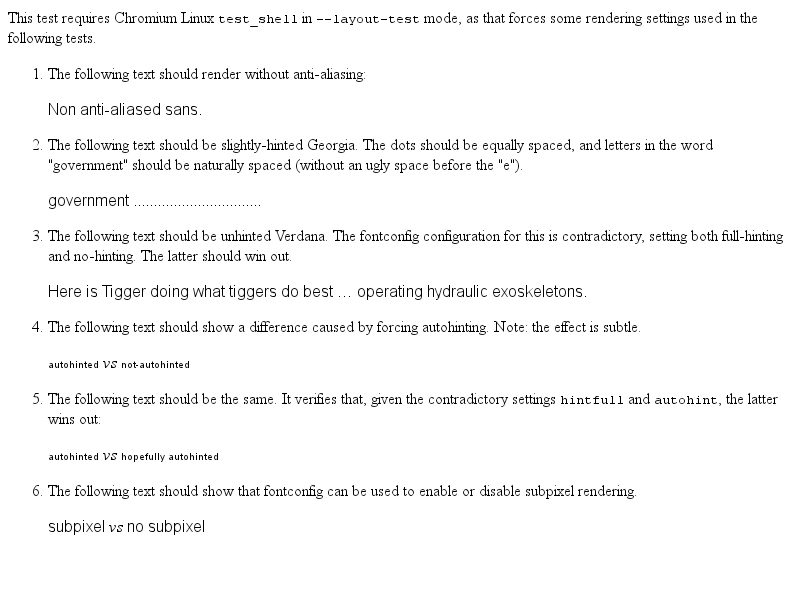 This test requires Chromium Linux test_shell in --layout-test mode, as that forces some rendering settings used in the
following tests.
1. The following text should render without anti-aliasing:
Non anti-aliased sans.
2. The following text should be slightly-hinted Georgia. The dots should be equally spaced, and letters in the word
"government" should be naturally spaced (without an ugly space before the "e").
government ................................
3. The following text should be unhinted Verdana. The fontconfig configuration for this is contradictory, setting both full-hinting
and no-hinting. The latter should win out.
Here is Tigger doing what tiggers do best … operating hydraulic exoskeletons.
4. The following text should show a difference caused by forcing autohinting. Note: the effect is subtle.
autohinted vs not-autohinted
5. The following text should be the same. It verifies that, given the contradictory settings hintfull and autohint, the latter
wins out:
autohinted vs hopefully autohinted
6. The following text should show that fontconfig can be used to enable or disable subpixel rendering.
subpixel vs no subpixel